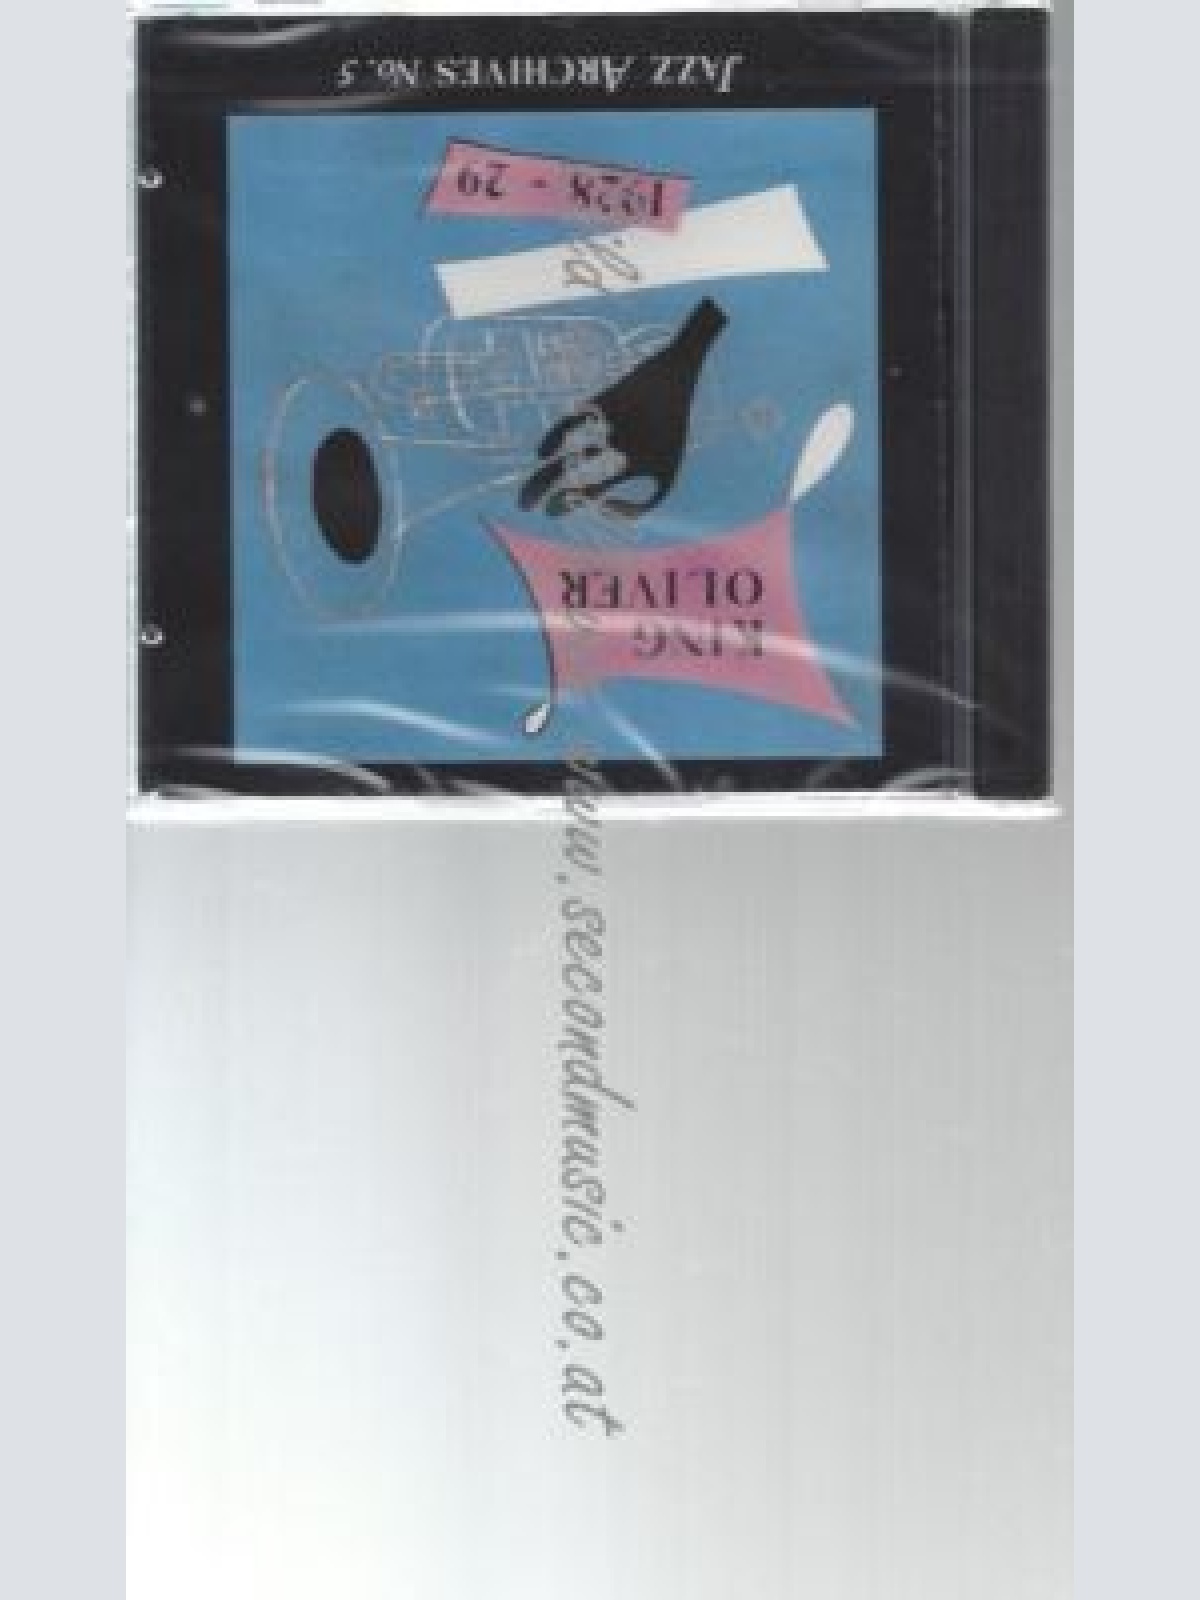 KING
OLIVER
1928 - 29
JAZZ ARCHIVES No. 5
www.secondmusic.co.at